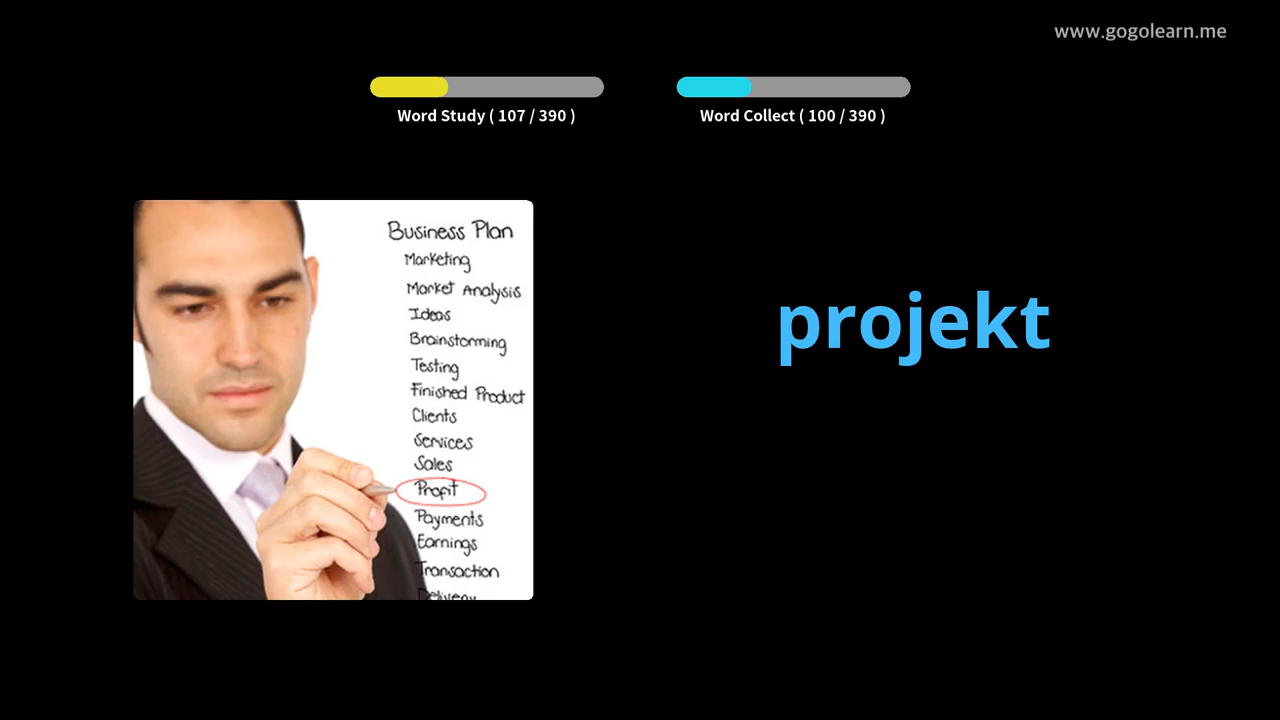 www.gogolearn.me
Word Study ( 107 / 390 )
Word Collect ( 100 / 390 )
Business Plan
Marketing
Market Analysis
Ideas
Brainstorming
Testing
Finished Product
Clients
Services
Sales
Profit
Payments
Earnings
Transaction
Delivery
projekt